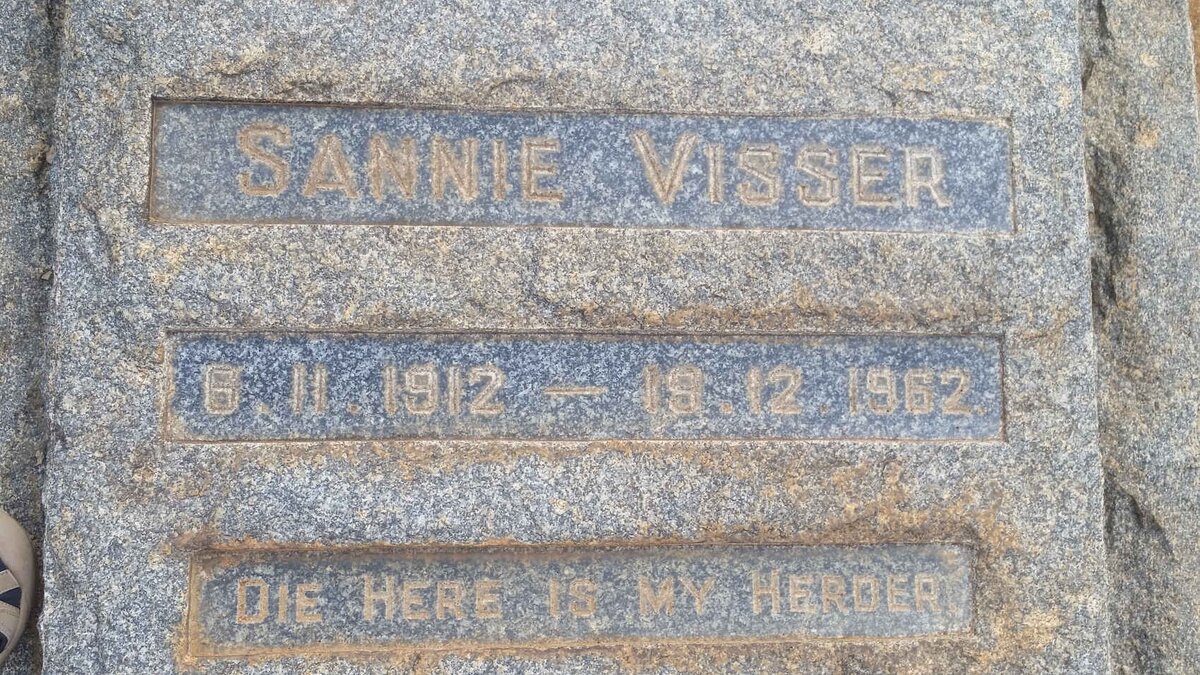 SANNIE VISSER
6.11.1912 — 19.12.1962.
DIE HERE IS MY HERDER.